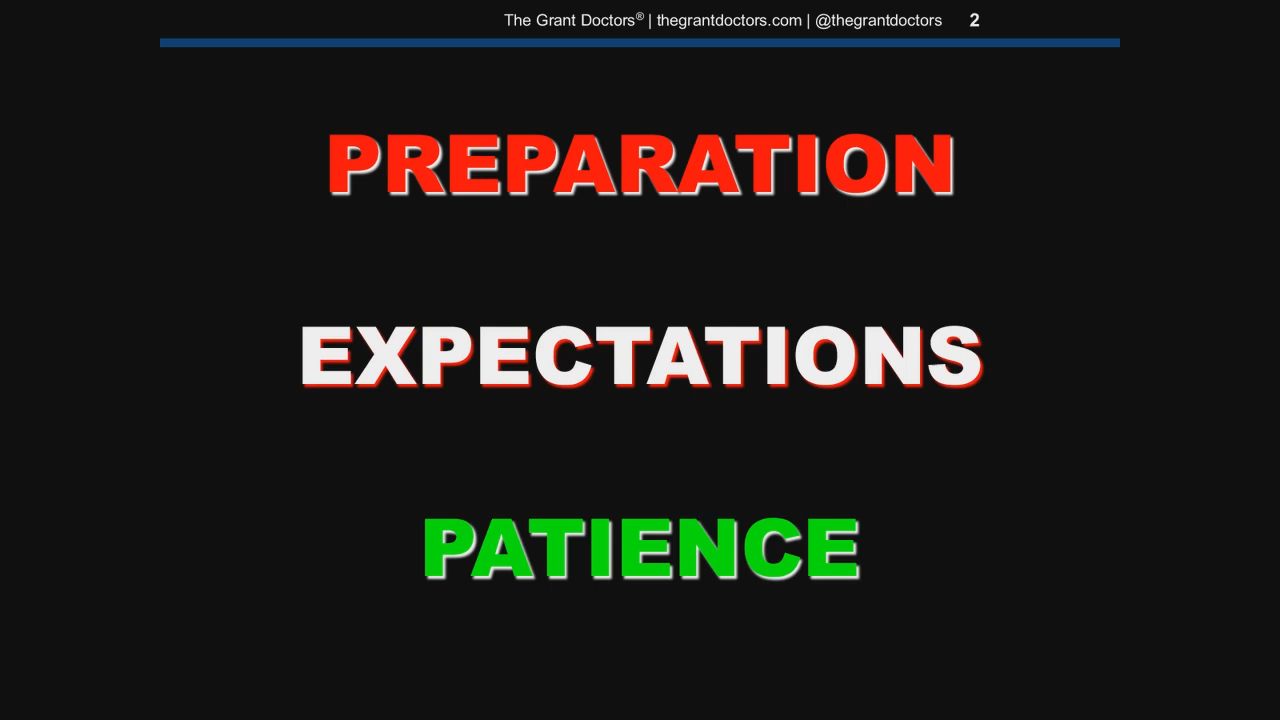 The Grant Doctors® | thegrantdoctors.com | @thegrantdoctors 2
PREPARATION
EXPECTATIONS
PATIENCE